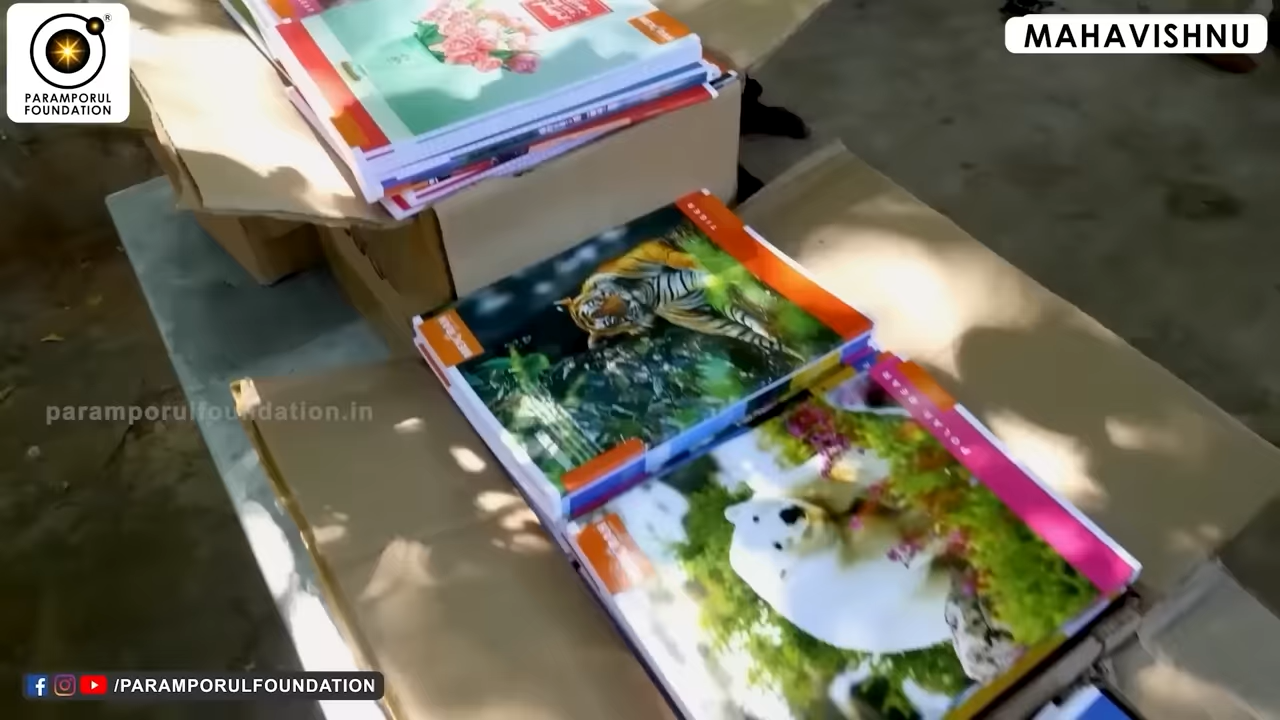 PARAMPORUL
FOUNDATION
®
MAHAVISHNU
TIGER
POLAR BEAR
paramporulfoundation.in
/PARAMPORULFOUNDATION